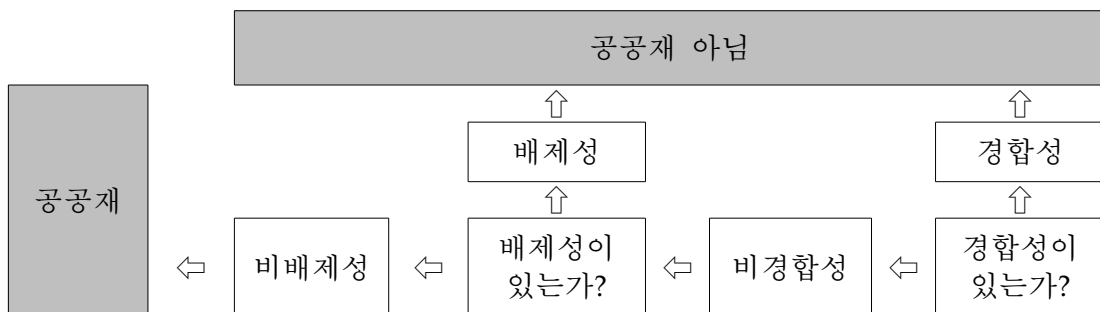 공공재 아님
배제성
경합성
공공재
비배제성
배제성이
있는가?
비경합성
경합성이
있는가?